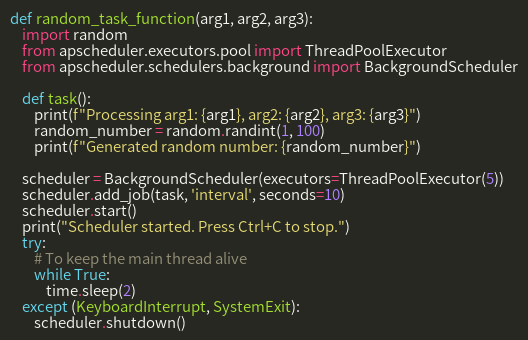 def random_task_function(arg1, arg2, arg3):
    import random
    from apscheduler.executors.pool import ThreadPoolExecutor
    from apscheduler.schedulers.background import BackgroundScheduler

    def task():
        print(f"Processing arg1: {arg1}, arg2: {arg2}, arg3: {arg3}")
        random_number = random.randint(1, 100)
        print(f"Generated random number: {random_number}")

    scheduler = BackgroundScheduler(executors=ThreadPoolExecutor(5))
    scheduler.add_job(task, 'interval', seconds=10)
    scheduler.start()
    print("Scheduler started. Press Ctrl+C to stop.")
    try:
        # To keep the main thread alive
        while True:
            time.sleep(2)
    except (KeyboardInterrupt, SystemExit):
        scheduler.shutdown()